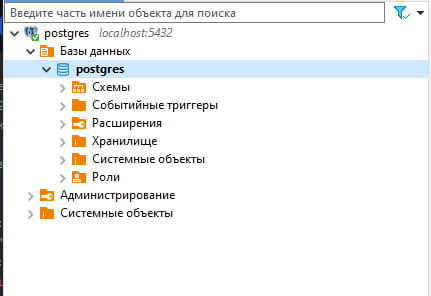 Введите часть имени объекта для поиска
postgres localhost:5432
Базы данных
postgres
Схемы
Событийные триггеры
Расширения
Хранилище
Системные объекты
Роли
Администрирование
Системные объекты